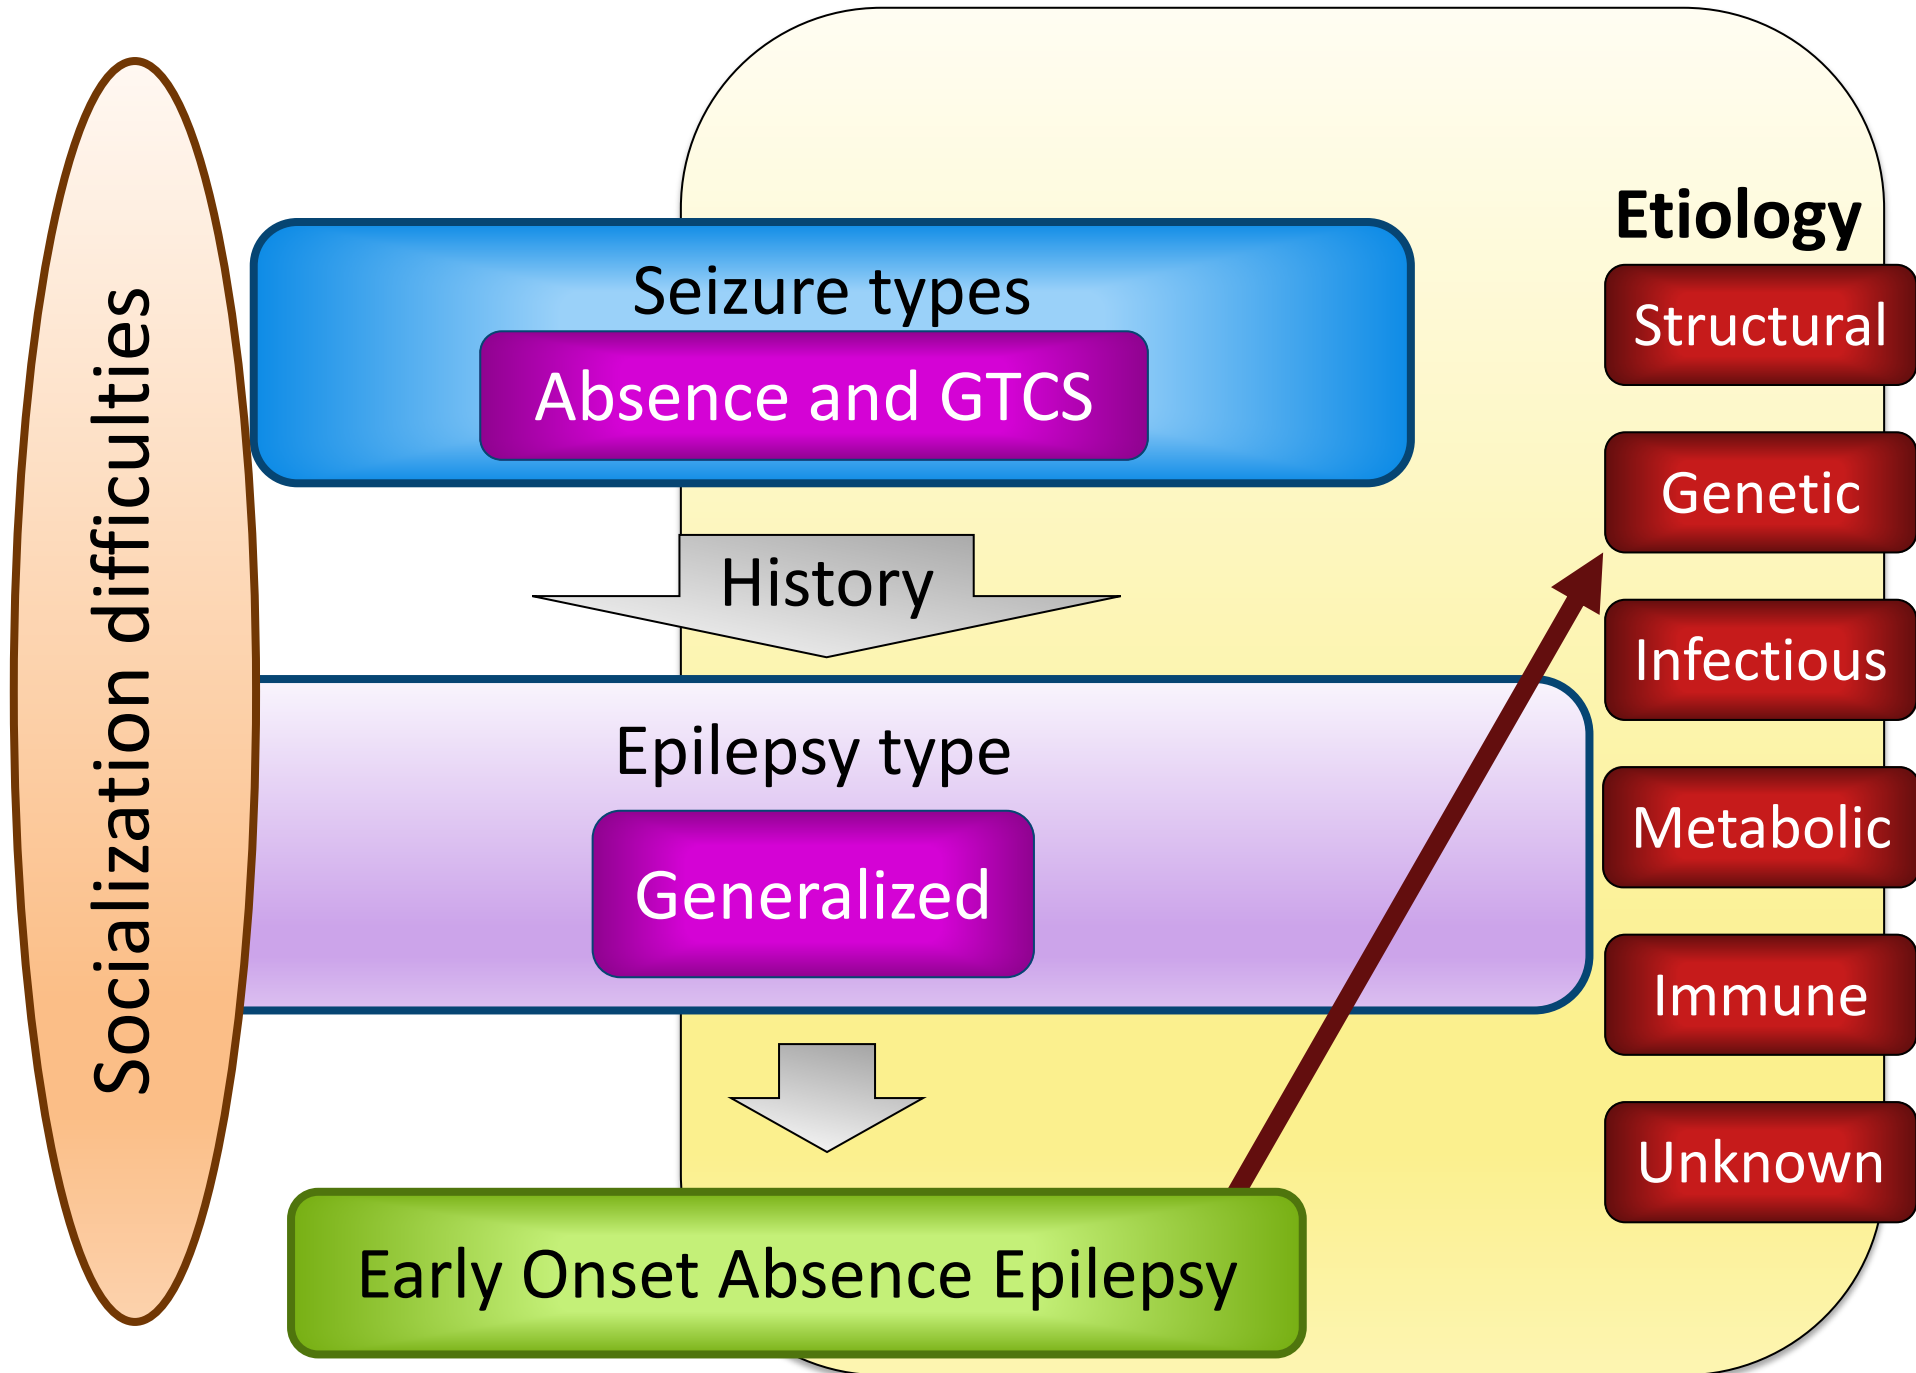 Socialization difficulties
Seizure types
Absence and GTCS
History
Epilepsy type
Generalized
Early Onset Absence Epilepsy
Etiology
Structural
Genetic
Infectious
Metabolic
Immune
Unknown